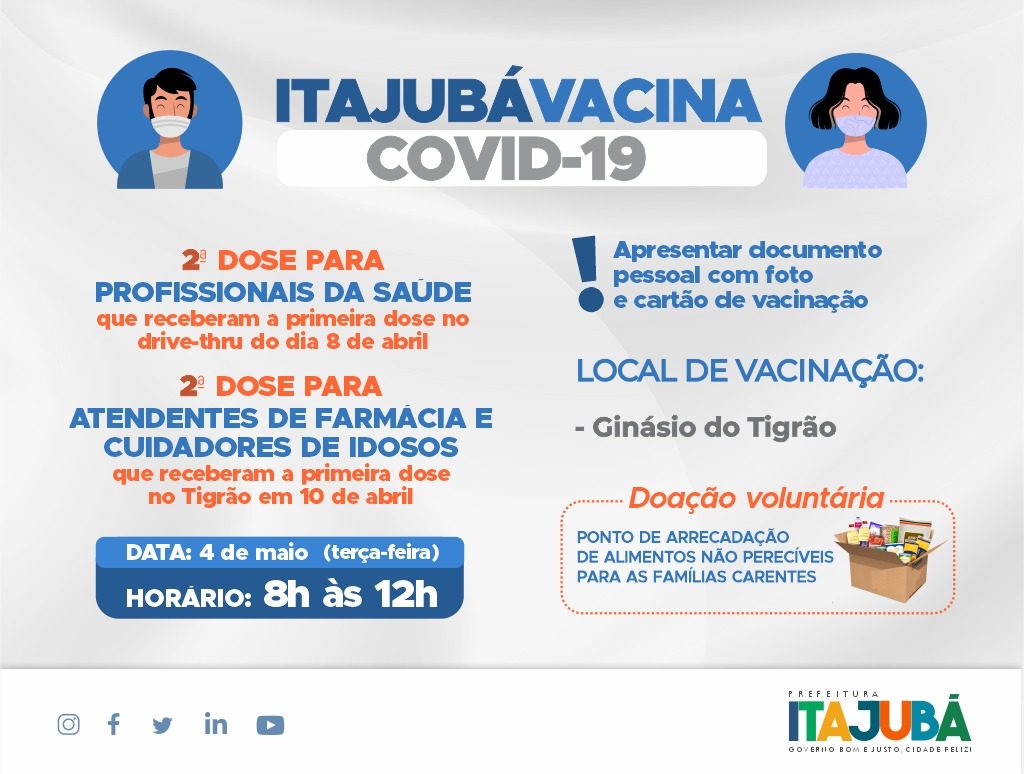 ITAJUBÁVACINA
COVID-19
2ª DOSE PARA
PROFISSIONAIS DA SAÚDE
que receberam a primeira dose no
drive-thru do dia 8 de abril
2ª DOSE PARA
ATENDENTES DE FARMÁCIA E
CUIDADORES DE IDOSOS
que receberam a primeira dose
no Tigrão em 10 de abril
DATA: 4 de maio (terça-feira)
HORÁRIO: 8h às 12h
! Apresentar documento
pessoal com foto
e cartão de vacinação
LOCAL DE VACINAÇÃO:
- Ginásio do Tigrão
Doação voluntária
PONTO DE ARRECADAÇÃO
DE ALIMENTOS NÃO PERECÍVEIS
PARA AS FAMÍLIAS CARENTES
PREFEITURA
ITAJUBÁ
GOVERNO BOM E JUSTO, CIDADE FELIZ!